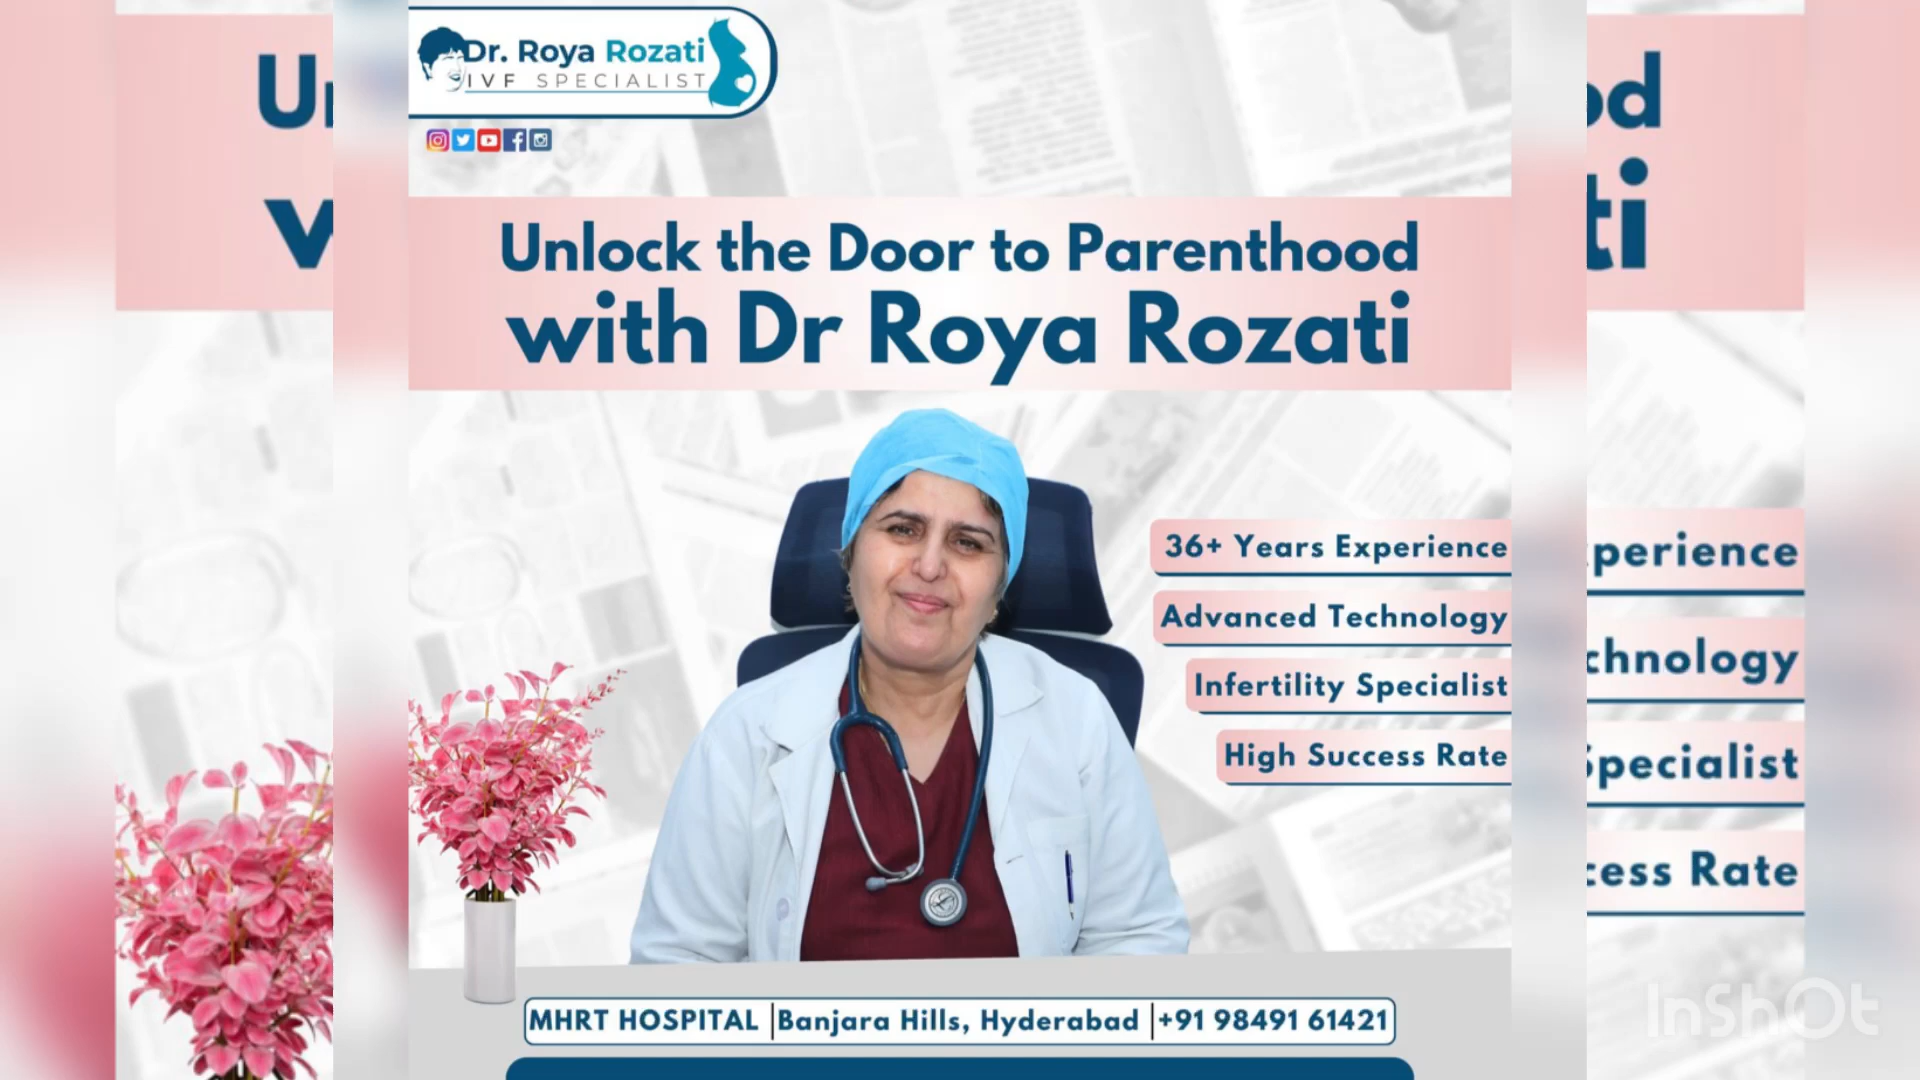 Dr. Roya Rozati
IVF SPECIALIST
Unlock the Door to Parenthood
with Dr Roya Rozati
36+ Years Experience
Advanced Technology
Infertility Specialist
High Success Rate
MHRT HOSPITAL |Banjara Hills, Hyderabad |+91 98491 61421
InShOt